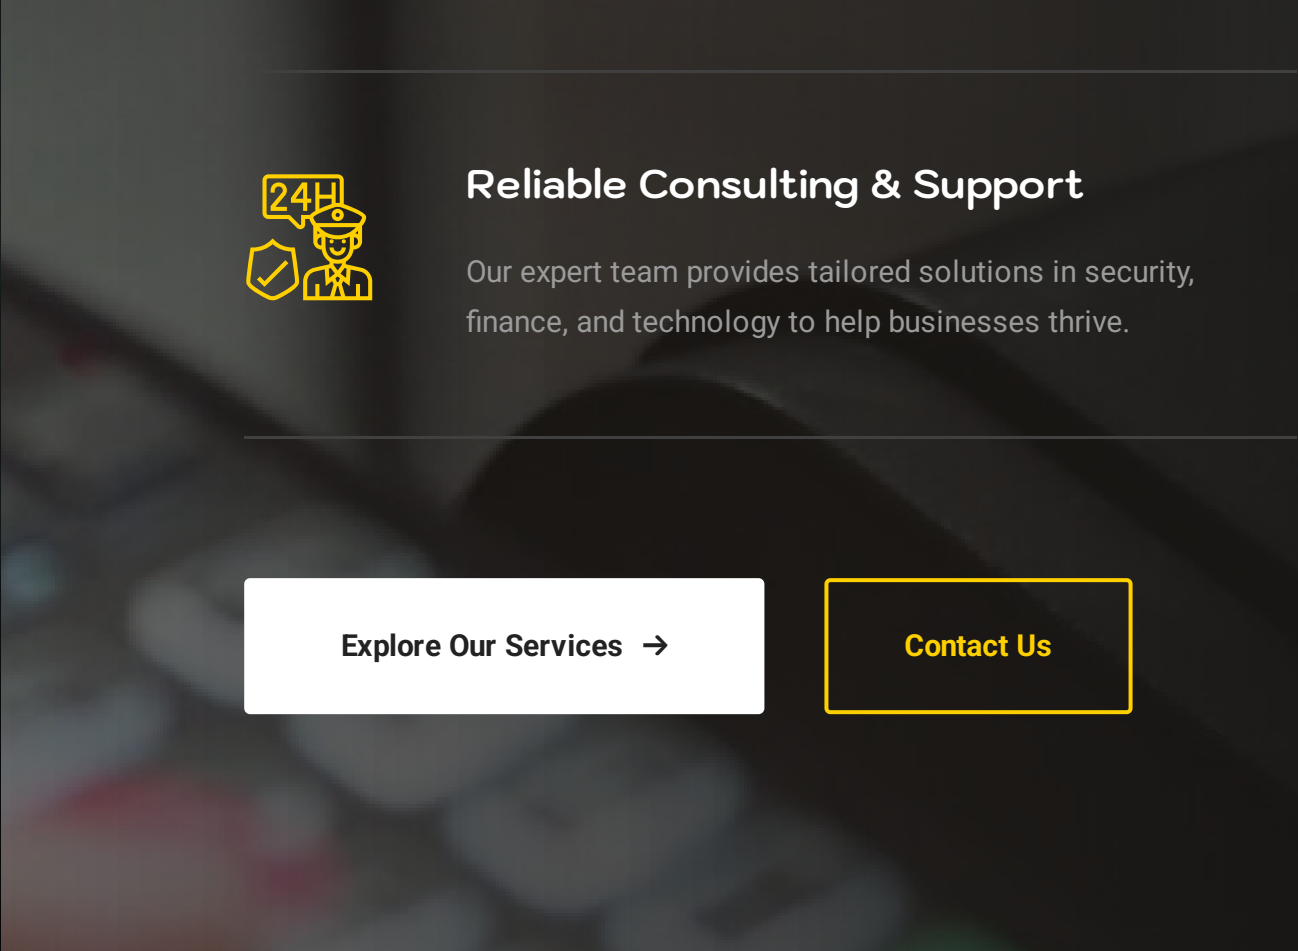 24H
Reliable Consulting & Support
Our expert team provides tailored solutions in security,
finance, and technology to help businesses thrive.
Explore Our Services →
Contact Us